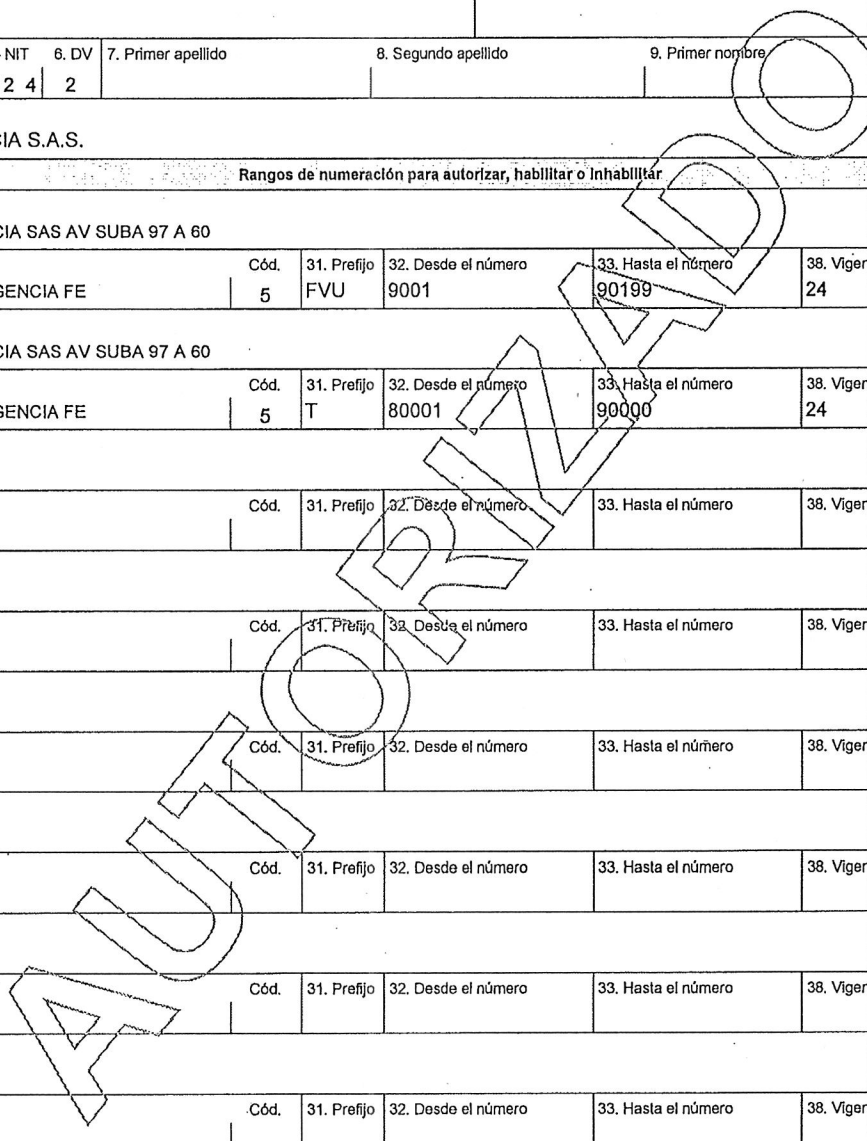 NIT 6. DV 7. Primer apellido 8. Segundo apellido 9. Primer nombre
2 4 2
CIA S.A.S.
Rangos de numeración para autorizar, habilitar o Inhabilitar
CIA SAS AV SUBA 97 A 60
Cód. 31. Prefijo 32. Desde el número 33. Hasta el número 38. Vigen
GENCIA FE 5 FVU 9001 90199 24
CIA SAS AV SUBA 97 A 60
Cód. 31. Prefijo 32. Desde el número 33. Hasta el número 38. Vigen
GENCIA FE 5 T 80001 90000 24
Cód. 31. Prefijo 32. Desde el número 33. Hasta el número 38. Vigen
Cód. 31. Prefijo 32. Desde el número 33. Hasta el número 38. Vigen
Cód. 31. Prefijo 32. Desde el número 33. Hasta el número 38. Vigen
Cód. 31. Prefijo 32. Desde el número 33. Hasta el número 38. Vigen
Cód. 31. Prefijo 32. Desde el número 33. Hasta el número 38. Vigen
Cód. 31. Prefijo 32. Desde el número 33. Hasta el número 38. Vigen
AUTORIZADO